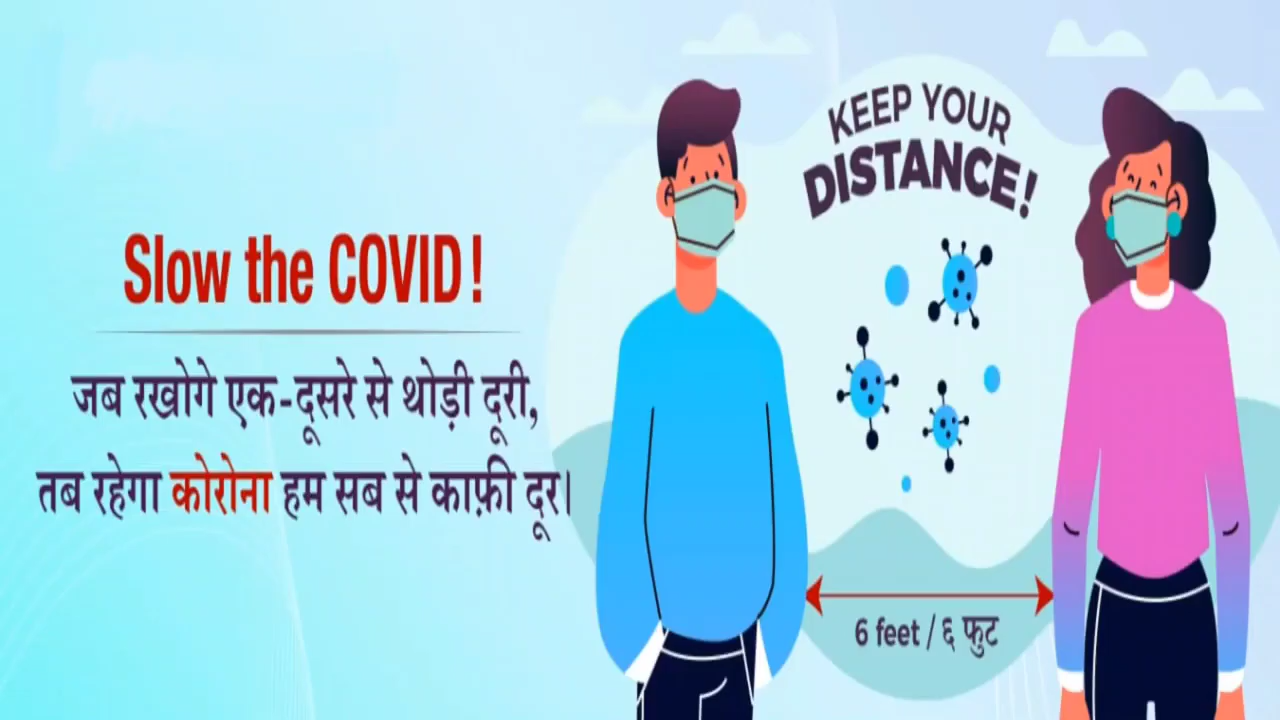 Slow the COVID!
जब रखोगे एक-दूसरे से थोड़ी दूरी,
तब रहेगा कोरोना हम सब से काफ़ी दूर।
KEEP YOUR
DISTANCE!
6 feet / ६ फुट